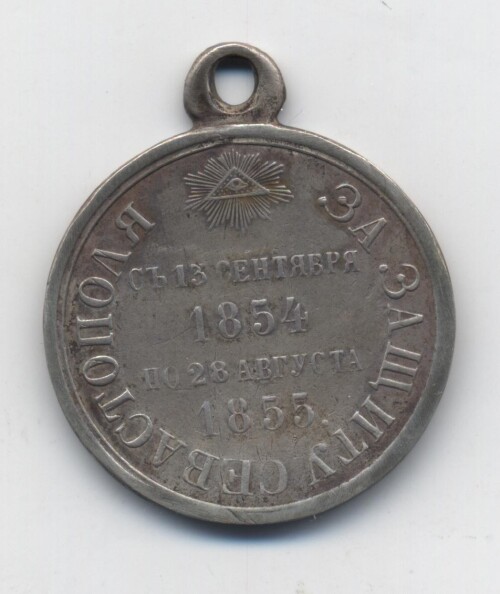 ЗА ЗАЩИТУ СЕВАСТОПОЛЯ
СЪ 13 СЕНТЯБРЯ
1854
ПО 28 АВГУСТА
1855.